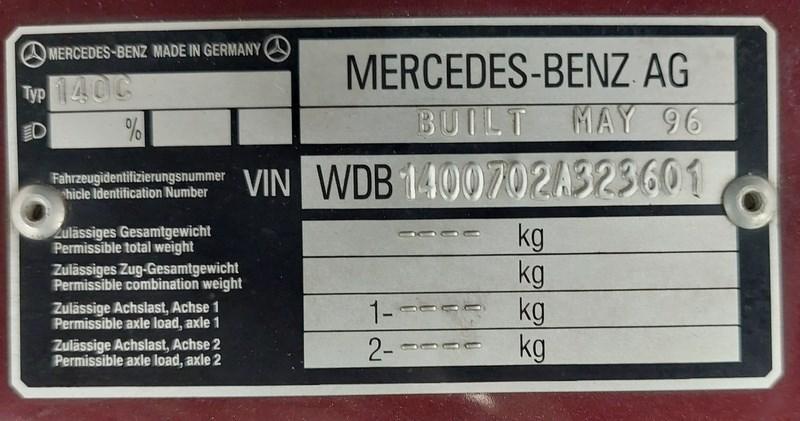 MERCEDES-BENZ MADE IN GERMANY
MERCEDES-BENZ AG
Typ 140C
BUILT MAY 96
%
Fahrzeugidentifizierungsnummer
Vehicle Identification Number
VIN
WDB 1400702A323601
Zulässiges Gesamtgewicht
Permissible total weight
---- kg
Zulässiges Zug-Gesamtgewicht
Permissible combination weight
kg
Zulässige Achslast, Achse 1
Permissible axle load, axle 1
1- ---- kg
Zulässige Achslast, Achse 2
Permissible axle load, axle 2
2- ---- kg